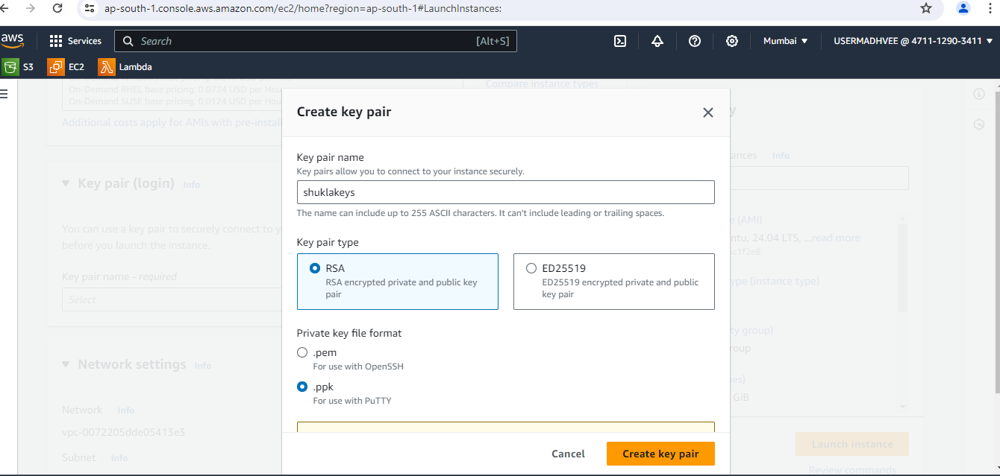 ap-south-1.console.aws.amazon.com/ec2/home?region=ap-south-1#LaunchInstances:
aws
Services
Search
[Alt+S]
Mumbai
USERMADHVEE @ 4711-1290-3411
S3
EC2
Lambda
On-Demand RHEL base pricing: 0.0724 USD per Hou
On-Demand SUSE base pricing: 0.0124 USD per Hou
Additional costs apply for AMIs with pre-install
Compare instance types
Key pair (login) Info
You can use a key pair to securely connect to y
before you launch the instance.
Key pair name - required
Select
Network settings Info
Network Info
vpc-0072205dde05413e3
Subnet Info
Create key pair
Key pair name
Key pairs allow you to connect to your instance securely.
shuklakeys
The name can include up to 255 ASCII characters. It can't include leading or trailing spaces.
Key pair type
RSA
RSA encrypted private and public key
pair
ED25519
ED25519 encrypted private and public
key pair
Private key file format
.pem
For use with OpenSSH
.ppk
For use with PuTTY
Cancel
Create key pair
y
ances Info
e (AMI)
ntu, 24.04 LTS, ...read more
c1f2e8
ype (instance type)
ty group)
roup
es)
GiB
Launch instance
Review commands